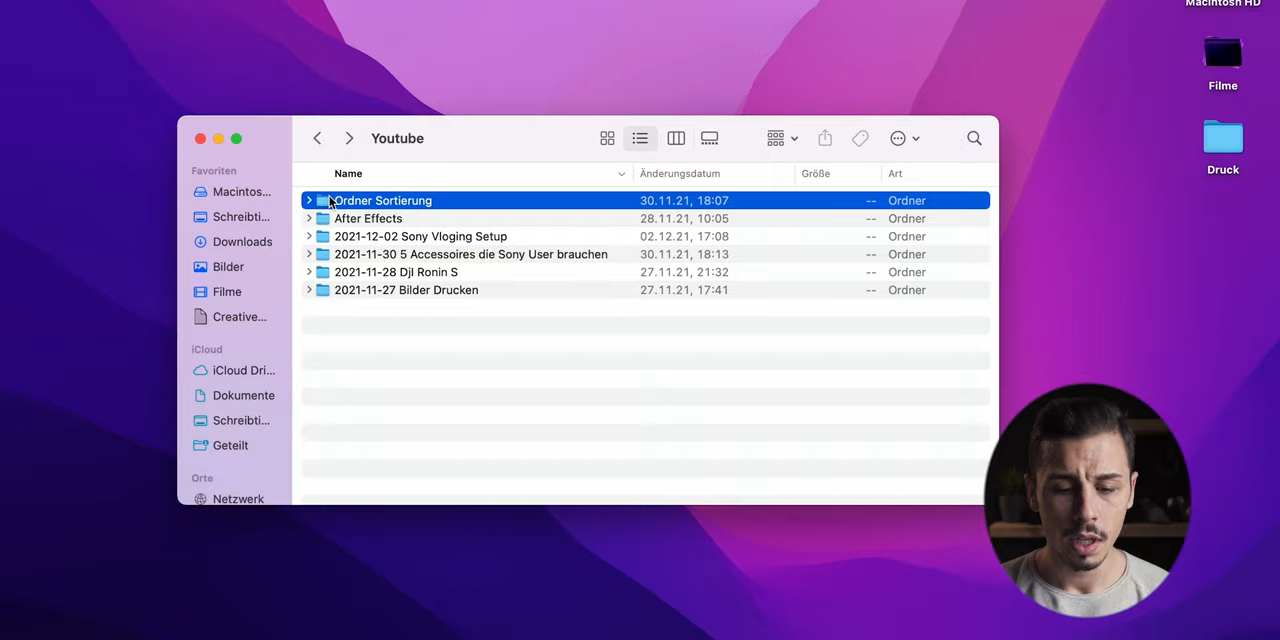 Macintosh HD
Filme
Druck
Youtube
Favoriten
Macintos...
Schreibti...
Downloads
Bilder
Filme
Creative...
iCloud
iCloud Dri...
Dokumente
Schreibti...
Geteilt
Orte
Netzwerk
Name Änderungsdatum Größe Art
Ordner Sortierung 30.11.21, 18:07 -- Ordner
After Effects 28.11.21, 10:05 -- Ordner
2021-12-02 Sony Vloging Setup 02.12.21, 17:08 -- Ordner
2021-11-30 5 Accessoires die Sony User brauchen 30.11.21, 18:13 -- Ordner
2021-11-28 DjI Ronin S 27.11.21, 21:32 -- Ordner
2021-11-27 Bilder Drucken 27.11.21, 17:41 -- Ordner